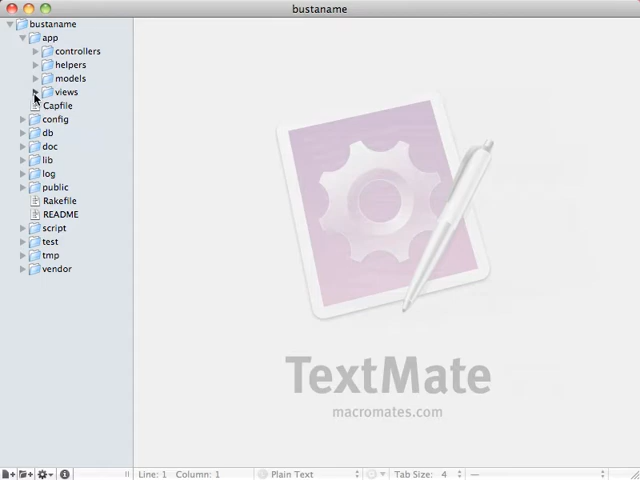 bustaname
bustaname
app
controllers
helpers
models
views
Capfile
config
db
doc
lib
log
public
Rakefile
README
script
test
tmp
vendor
TextMate
macromates.com
Line: 1 Column: 1 Plain Text Tab Size: 4 —